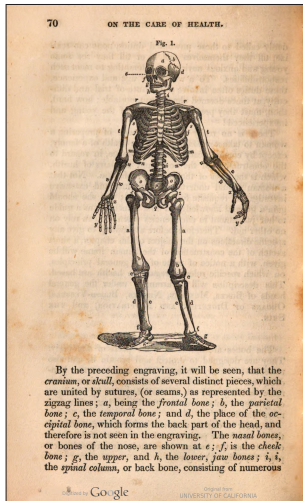 70
ON THE CARE OF HEALTH.
Fig. 1.
By the preceding engraving, it will be seen, that the
cranium, or skull, consists of several distinct pieces, which
are united by sutures, (or seams,) as represented by the
zigzag lines; a, being the frontal bone; b, the parietal
bone; c, the temporal bone; and d, the place of the oc-
cipital bone, which forms the back part of the head, and
therefore is not seen in the engraving. The nasal bones,
or bones of the nose, are shown at e; f, is the cheek
bone; g, the upper, and h, the lower, jaw bones; i, i,
the spinal column, or back bone, consisting of numerous
Digitized by Google
Original from
UNIVERSITY OF CALIFORNIA